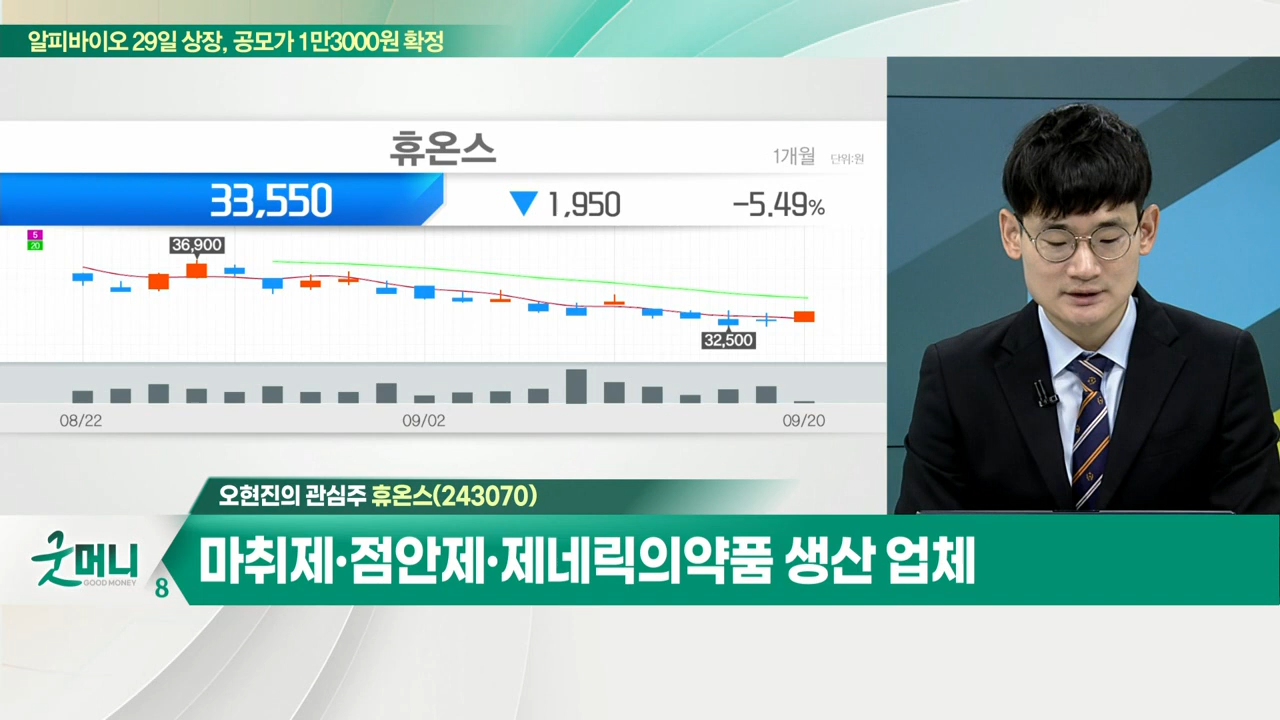 알피바이오 29일 상장, 공모가 1만3000원 확정
휴온스
1개월 단위:원
33,550 ▼ 1,950 -5.49%
5
20
36,900
32,500
08/22 09/02 09/20
오현진의 관심주 휴온스(243070)
굿머니
GOOD MONEY
8
마취제·점안제·제네릭의약품 생산 업체